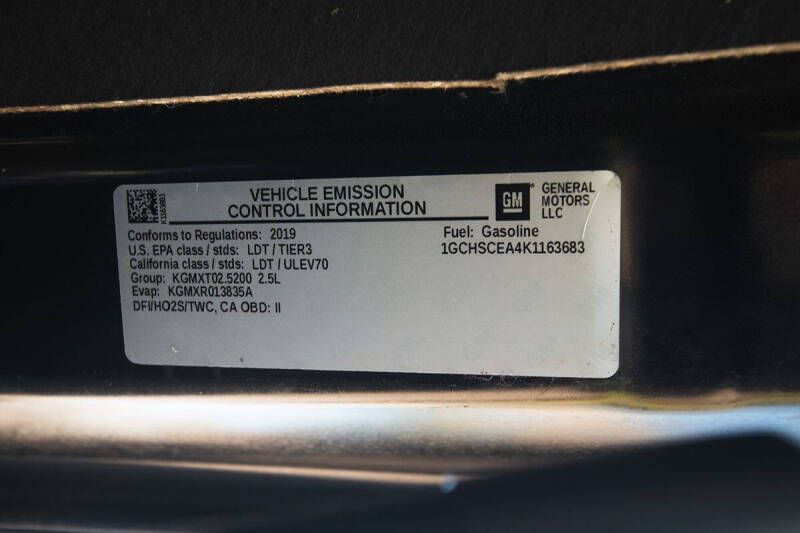 K1163683
VEHICLE EMISSION
CONTROL INFORMATION
GM
GENERAL
MOTORS
LLC
Conforms to Regulations: 2019
U.S. EPA class / stds: LDT / TIER3
California class / stds: LDT / ULEV70
Group: KGMXT02.5200 2.5L
Evap: KGMXR013835A
DFI/HO2S/TWC, CA OBD: II
Fuel: Gasoline
1GCHSCEA4K1163683